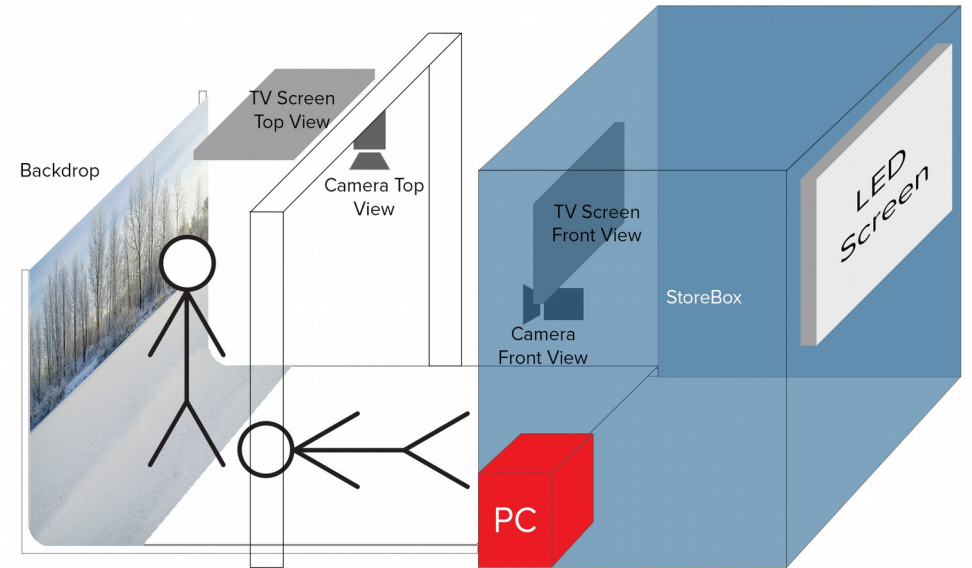 TV Screen
Top View
Backdrop
Camera Top
View
LED
Screen
TV Screen
Front View
StoreBox
Camera
Front View
PC